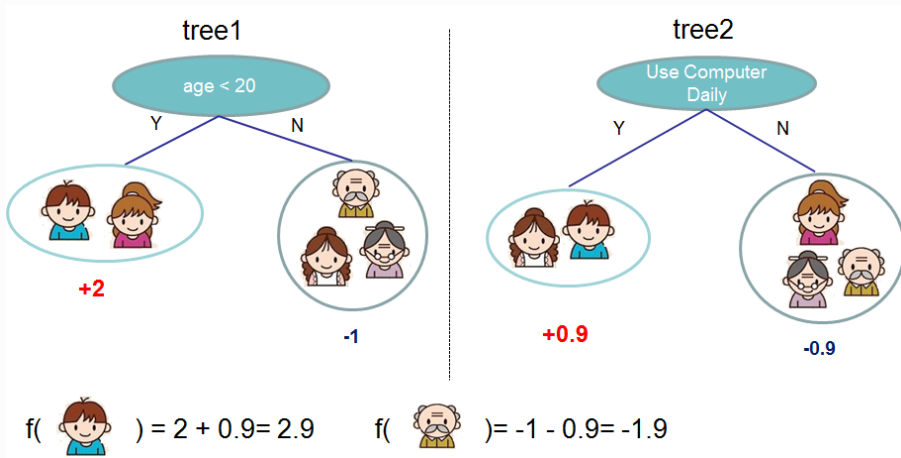 tree1
tree2
age < 20
Use Computer
Daily
Y
N
Y
N
+2
-1
+0.9
-0.9
f( ) = 2 + 0.9= 2.9
f( )= -1 - 0.9= -1.9